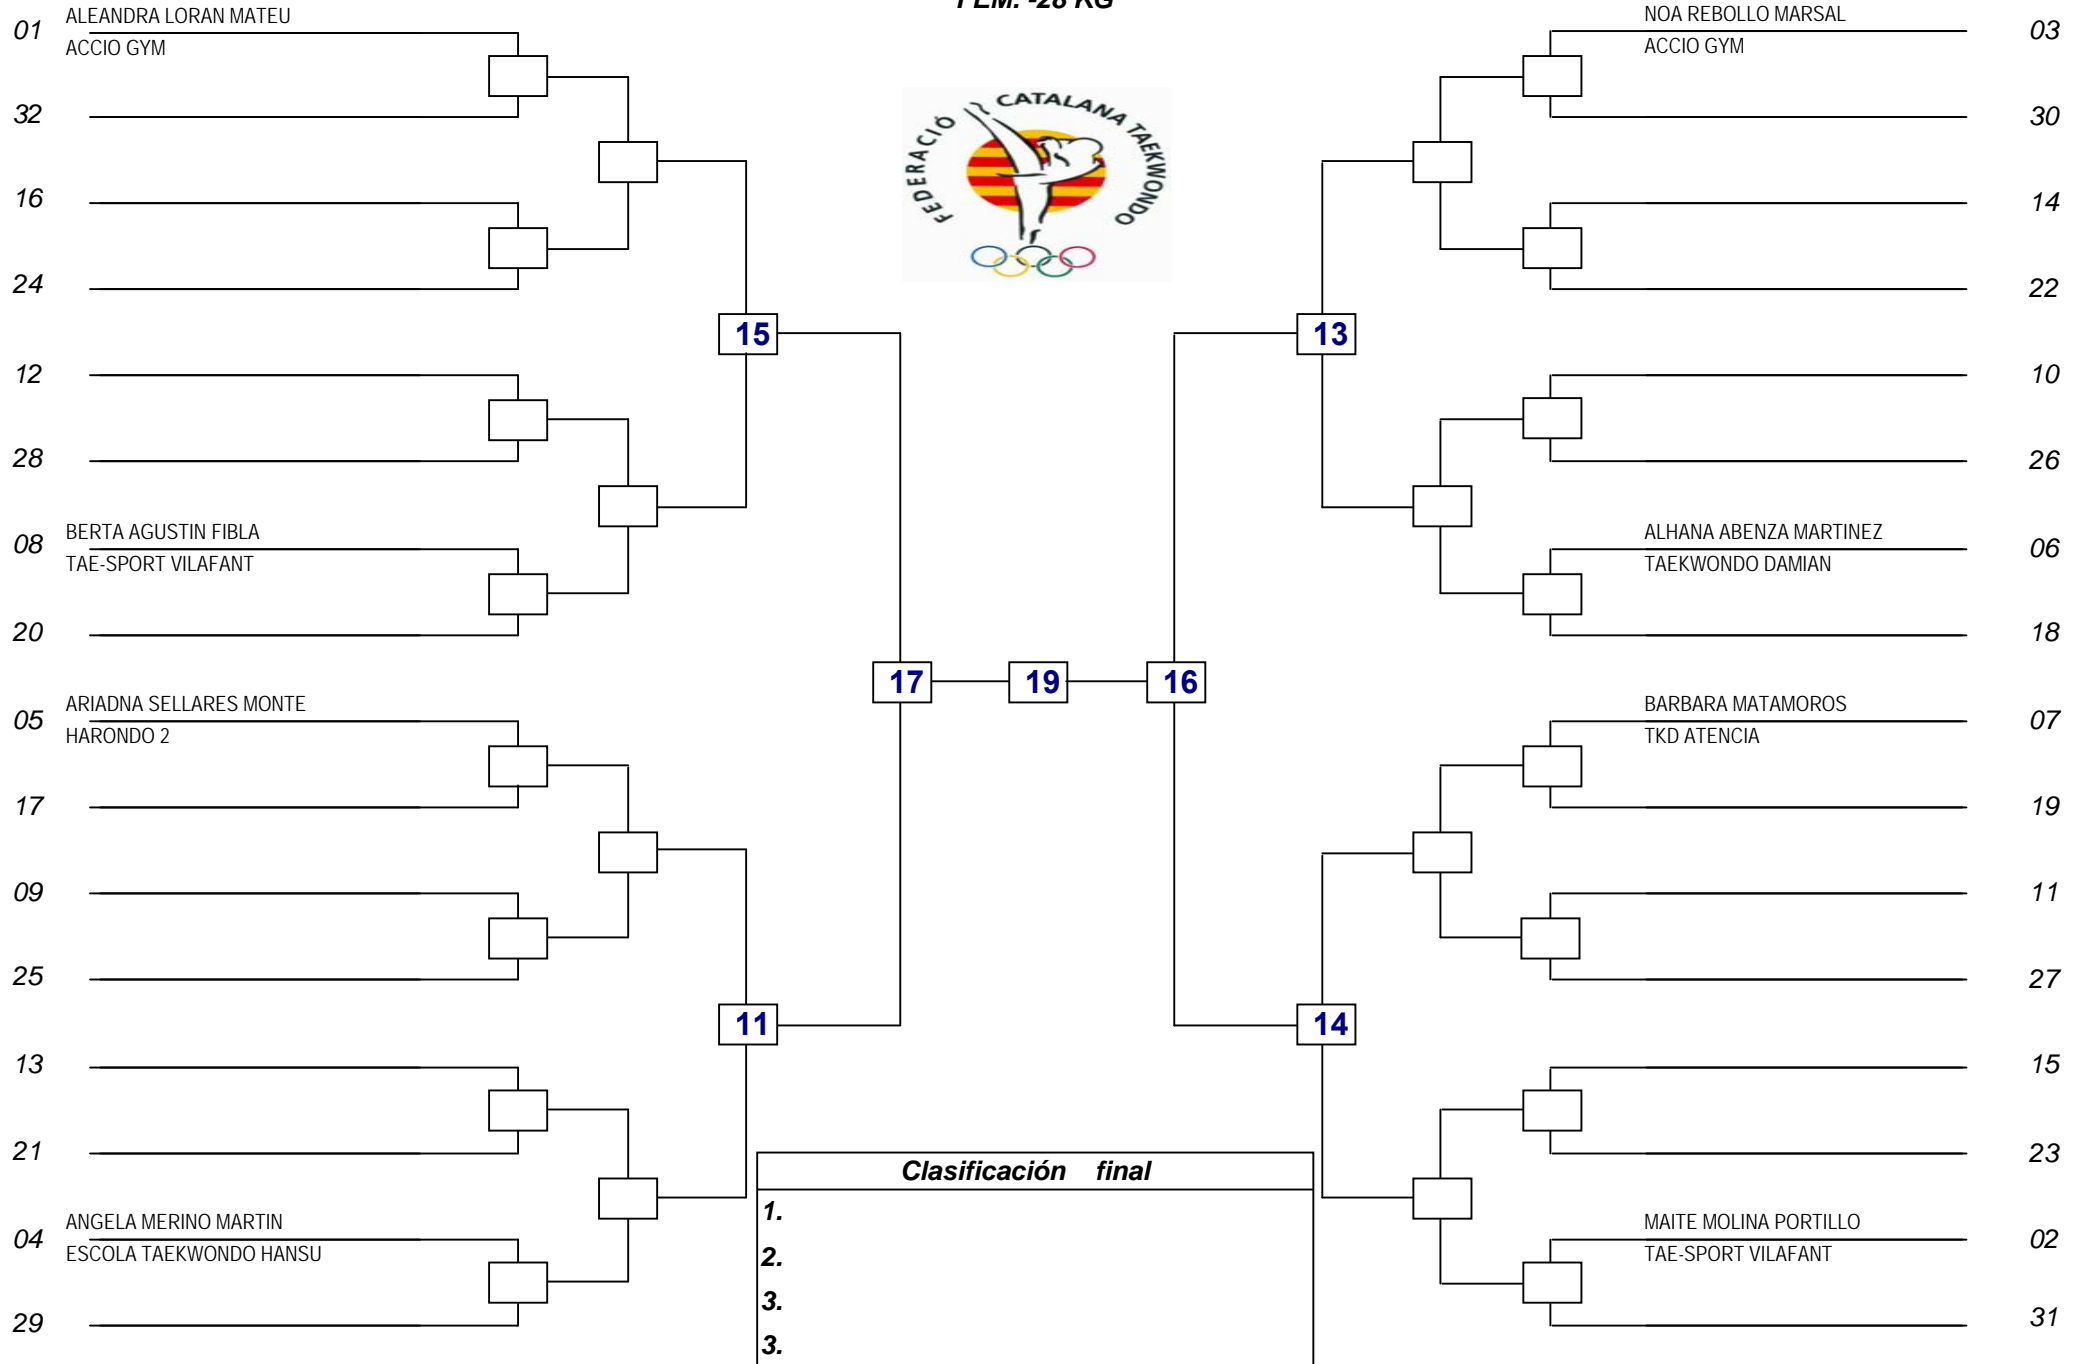 FEM. -28 KG
FEDERACIÓ CATALANA TAEKWONDO
01 ALEANDRA LORAN MATEU
ACCIO GYM
32
16
24
12
28
08 BERTA AGUSTIN FIBLA
TAE-SPORT VILAFANT
20
05 ARIADNA SELLARES MONTE
HARONDO 2
17
09
25
13
21
04 ANGELA MERINO MARTIN
ESCOLA TAEKWONDO HANSU
29
15
11
17
19
16
13
14
NOA REBOLLO MARSAL 03
ACCIO GYM
30
14
22
10
26
ALHANA ABENZA MARTINEZ 06
TAEKWONDO DAMIAN
18
BARBARA MATAMOROS 07
TKD ATENCIA
19
11
27
15
23
MAITE MOLINA PORTILLO 02
TAE-SPORT VILAFANT
31
Clasificación final
1.
2.
3.
3.